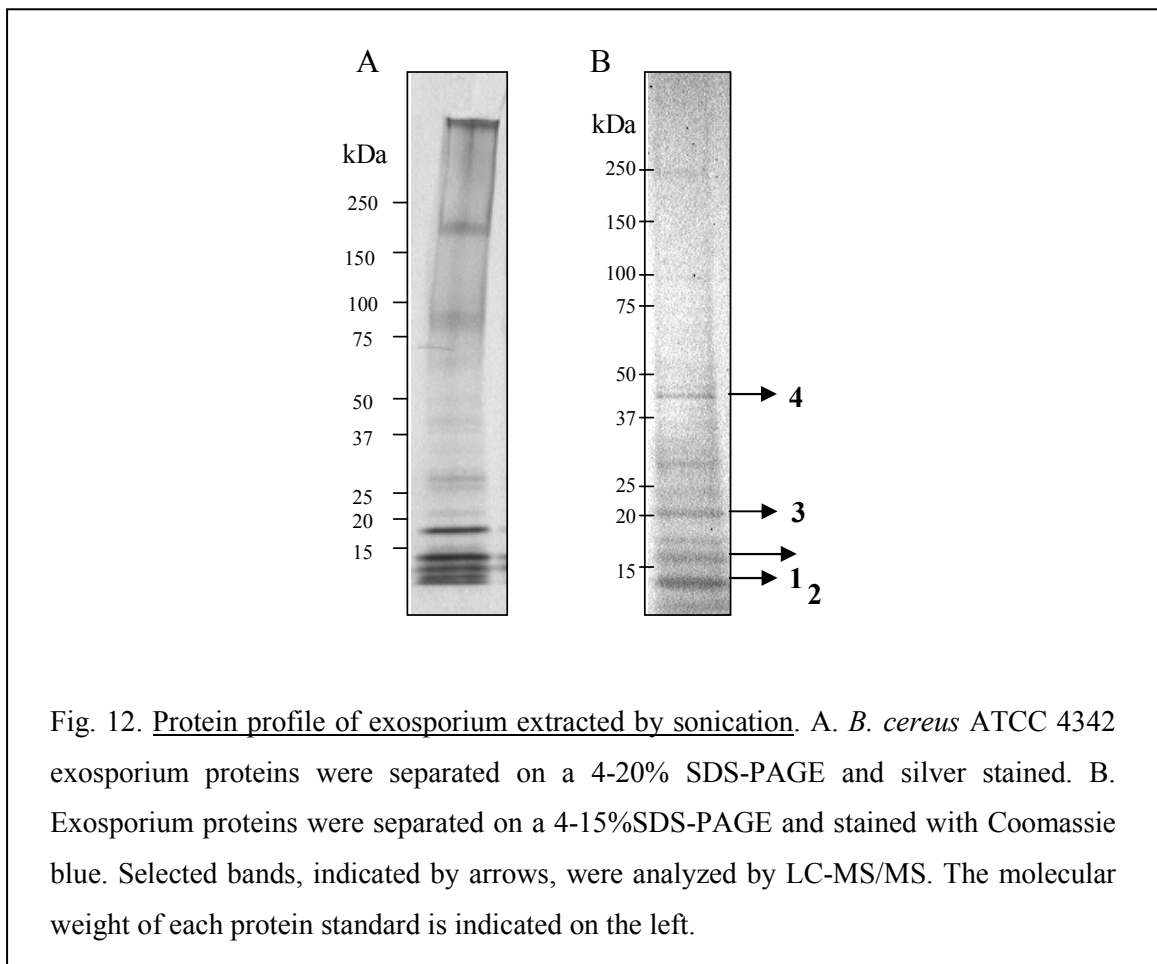 A
B
kDa
250
150
100
75
50
37
25
20
15
kDa
250
150
100
75
50
37
25
20
15
4
3
1
2
Fig. 12. Protein profile of exosporium extracted by sonication. A. B. cereus ATCC 4342
exosporium proteins were separated on a 4-20% SDS-PAGE and silver stained. B.
Exosporium proteins were separated on a 4-15%SDS-PAGE and stained with Coomassie
blue. Selected bands, indicated by arrows, were analyzed by LC-MS/MS. The molecular
weight of each protein standard is indicated on the left.